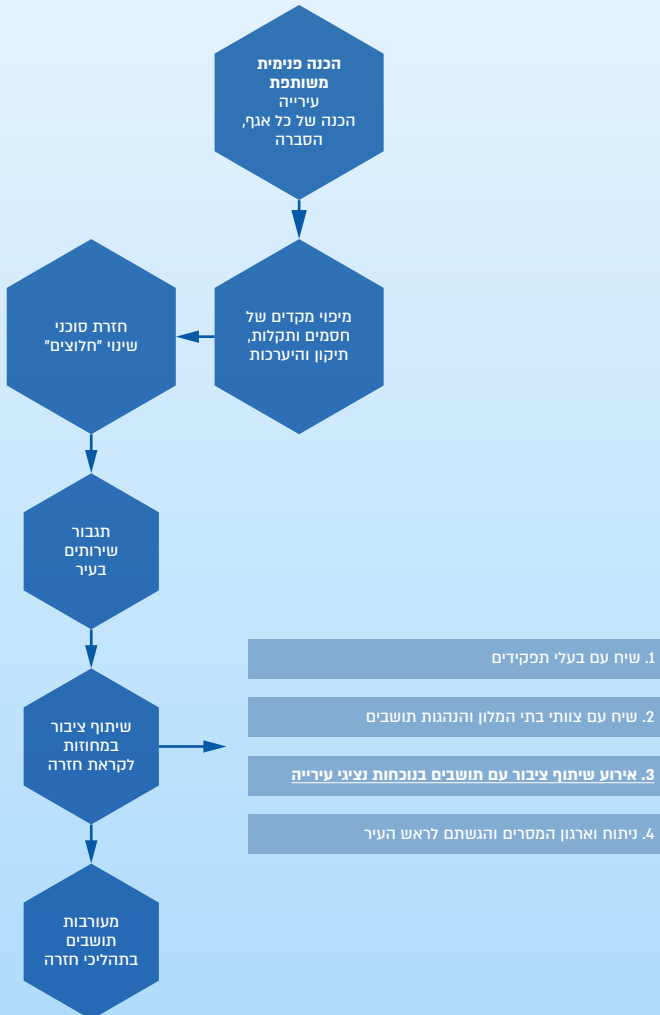 הכנה פנימית
משותפת
עירייה
הכנה של כל אגף,
הסברה
מיפוי מקדים של
חסמים ותקלות,
תיקון והיערכות
חזרת סוכני
שינוי "חלוצים"
תגבור
שירותים
בעיר
שיתוף ציבור
במחוזות
לקראת חזרה
1. שיח עם בעלי תפקידים
2. שיח עם צוותי בתי המלון והנהגות תושבים
3. אירוע שיתוף ציבור עם תושבים בנוכחות נציגי עירייה
4. ניתוח וארגון המסרים והגשתם לראש העיר
מעורבות
תושבים
בתהליכי חזרה